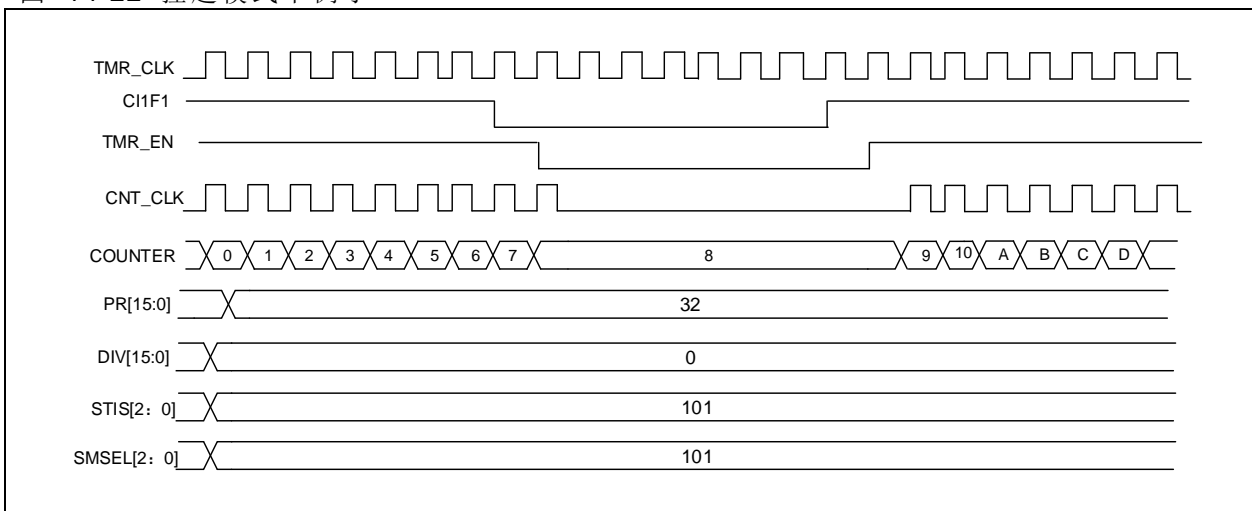 TMR_CLK
CI1F1
TMR_EN
CNT_CLK
COUNTER 0 1 2 3 4 5 6 7 8 9 10 A B C D
PR[15:0] 32
DIV[15:0] 0
STIS[2：0] 101
SMSEL[2：0] 101